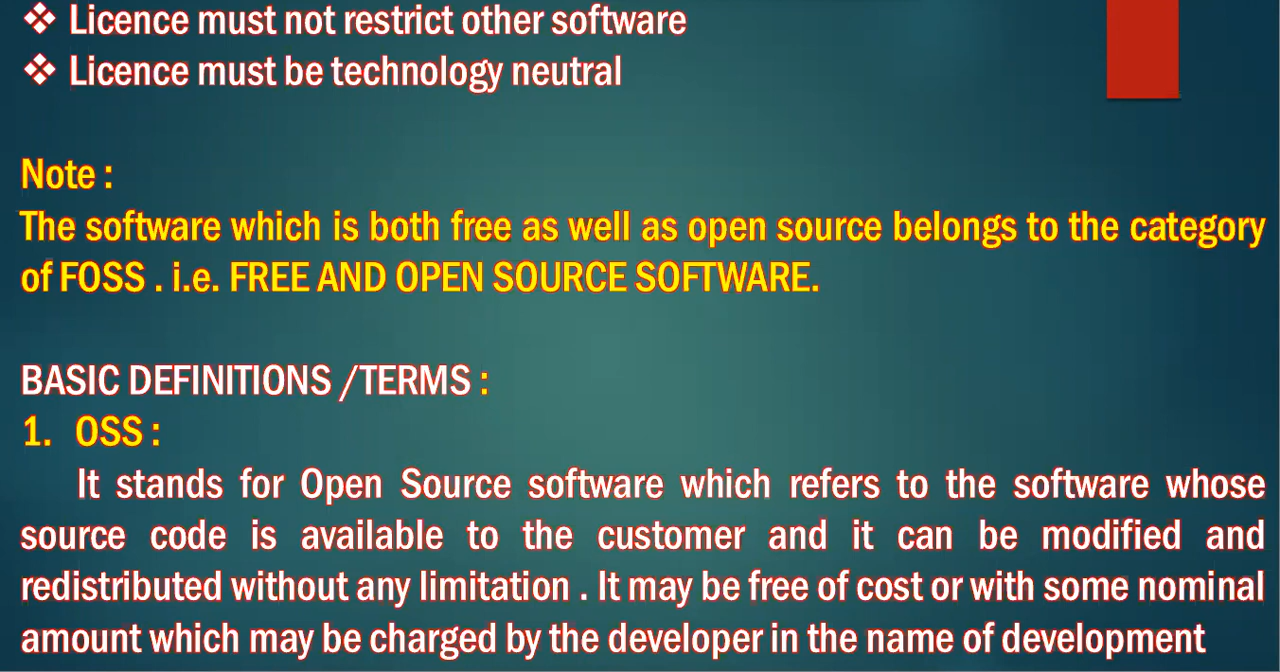 ❖ Licence must not restrict other software
❖ Licence must be technology neutral
Note :
The software which is both free as well as open source belongs to the category
of FOSS . i.e. FREE AND OPEN SOURCE SOFTWARE.
BASIC DEFINITIONS /TERMS :
1. OSS :
It stands for Open Source software which refers to the software whose
source code is available to the customer and it can be modified and
redistributed without any limitation . It may be free of cost or with some nominal
amount which may be charged by the developer in the name of development